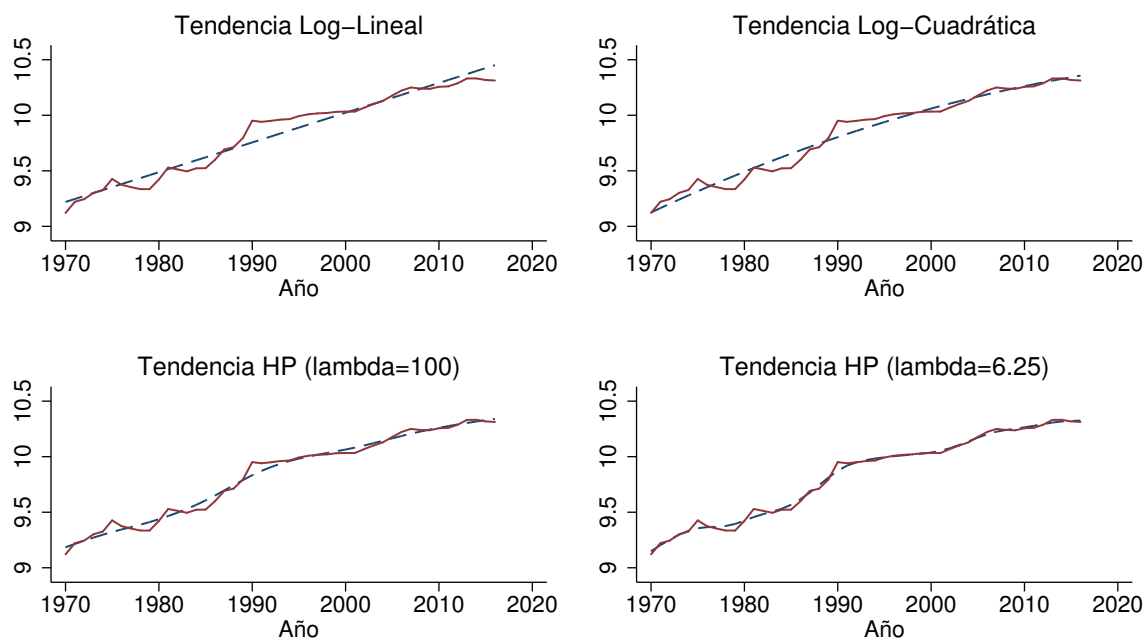 Tendencia Log−Lineal
10.5
10
9.5
9
1970 1980 1990 2000 2010 2020
Año
Tendencia Log−Cuadrática
10.5
10
9.5
9
1970 1980 1990 2000 2010 2020
Año
Tendencia HP (lambda=100)
10.5
10
9.5
9
1970 1980 1990 2000 2010 2020
Año
Tendencia HP (lambda=6.25)
10.5
10
9.5
9
1970 1980 1990 2000 2010 2020
Año